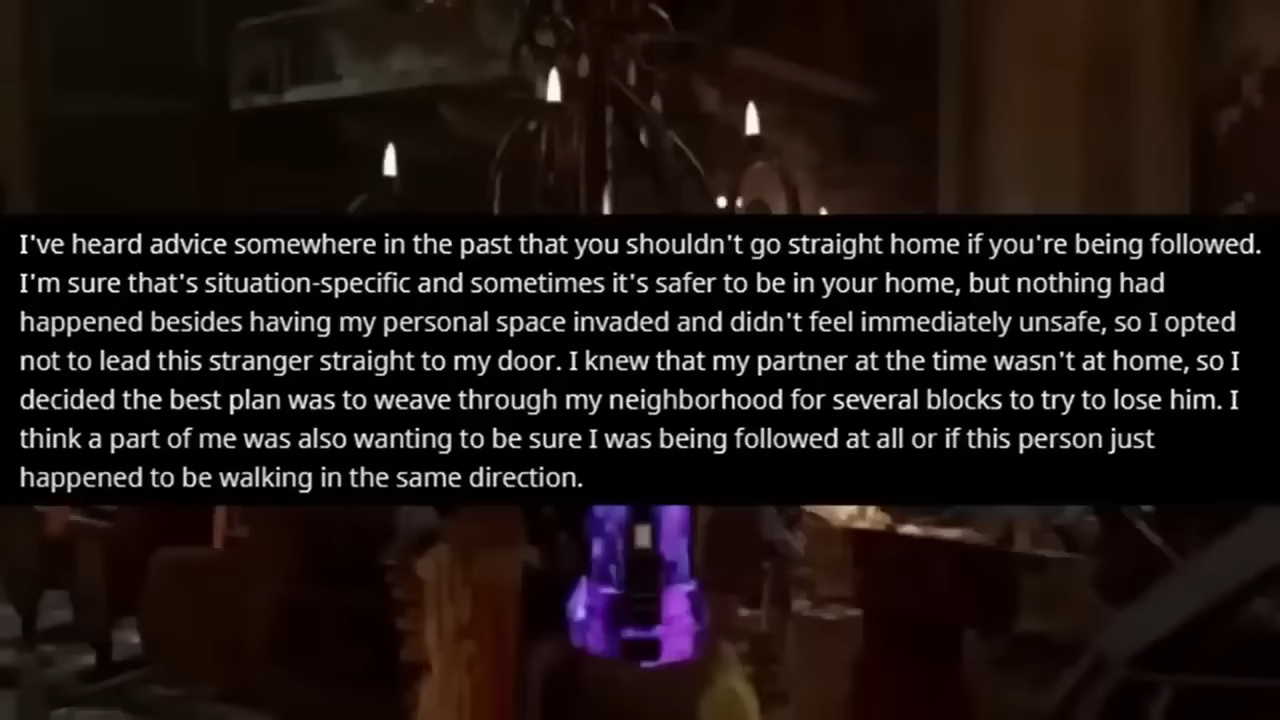 I've heard advice somewhere in the past that you shouldn't go straight home if you're being followed.
I'm sure that's situation-specific and sometimes it's safer to be in your home, but nothing had
happened besides having my personal space invaded and didn't feel immediately unsafe, so I opted
not to lead this stranger straight to my door. I knew that my partner at the time wasn't at home, so I
decided the best plan was to weave through my neighborhood for several blocks to try to lose him. I
think a part of me was also wanting to be sure I was being followed at all or if this person just
happened to be walking in the same direction.